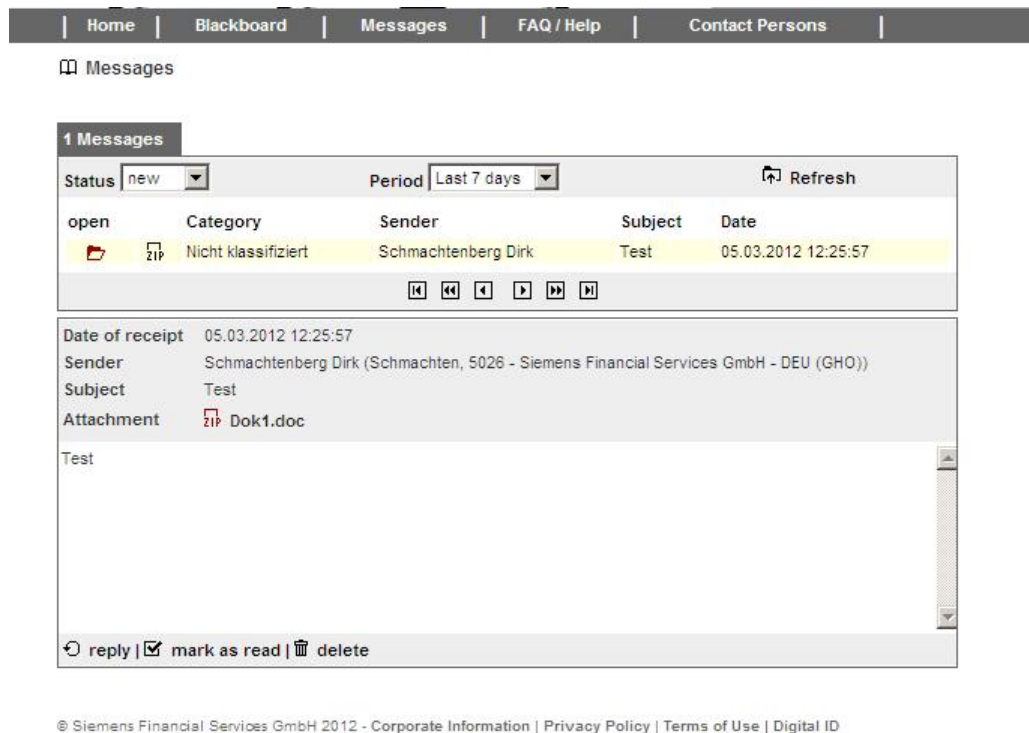 Home | Blackboard | Messages | FAQ / Help | Contact Persons |
Messages
1 Messages
Status new Period Last 7 days Refresh
open Category Sender Subject Date
ZIP Nicht klassifiziert Schmachtenberg Dirk Test 05.03.2012 12:25:57
Date of receipt 05.03.2012 12:25:57
Sender Schmachtenberg Dirk (Schmachten, 5026 - Siemens Financial Services GmbH - DEU (GHO))
Subject Test
Attachment ZIP Dok1.doc
Test
reply | mark as read | delete
© Siemens Financial Services GmbH 2012 - Corporate Information | Privacy Policy | Terms of Use | Digital ID